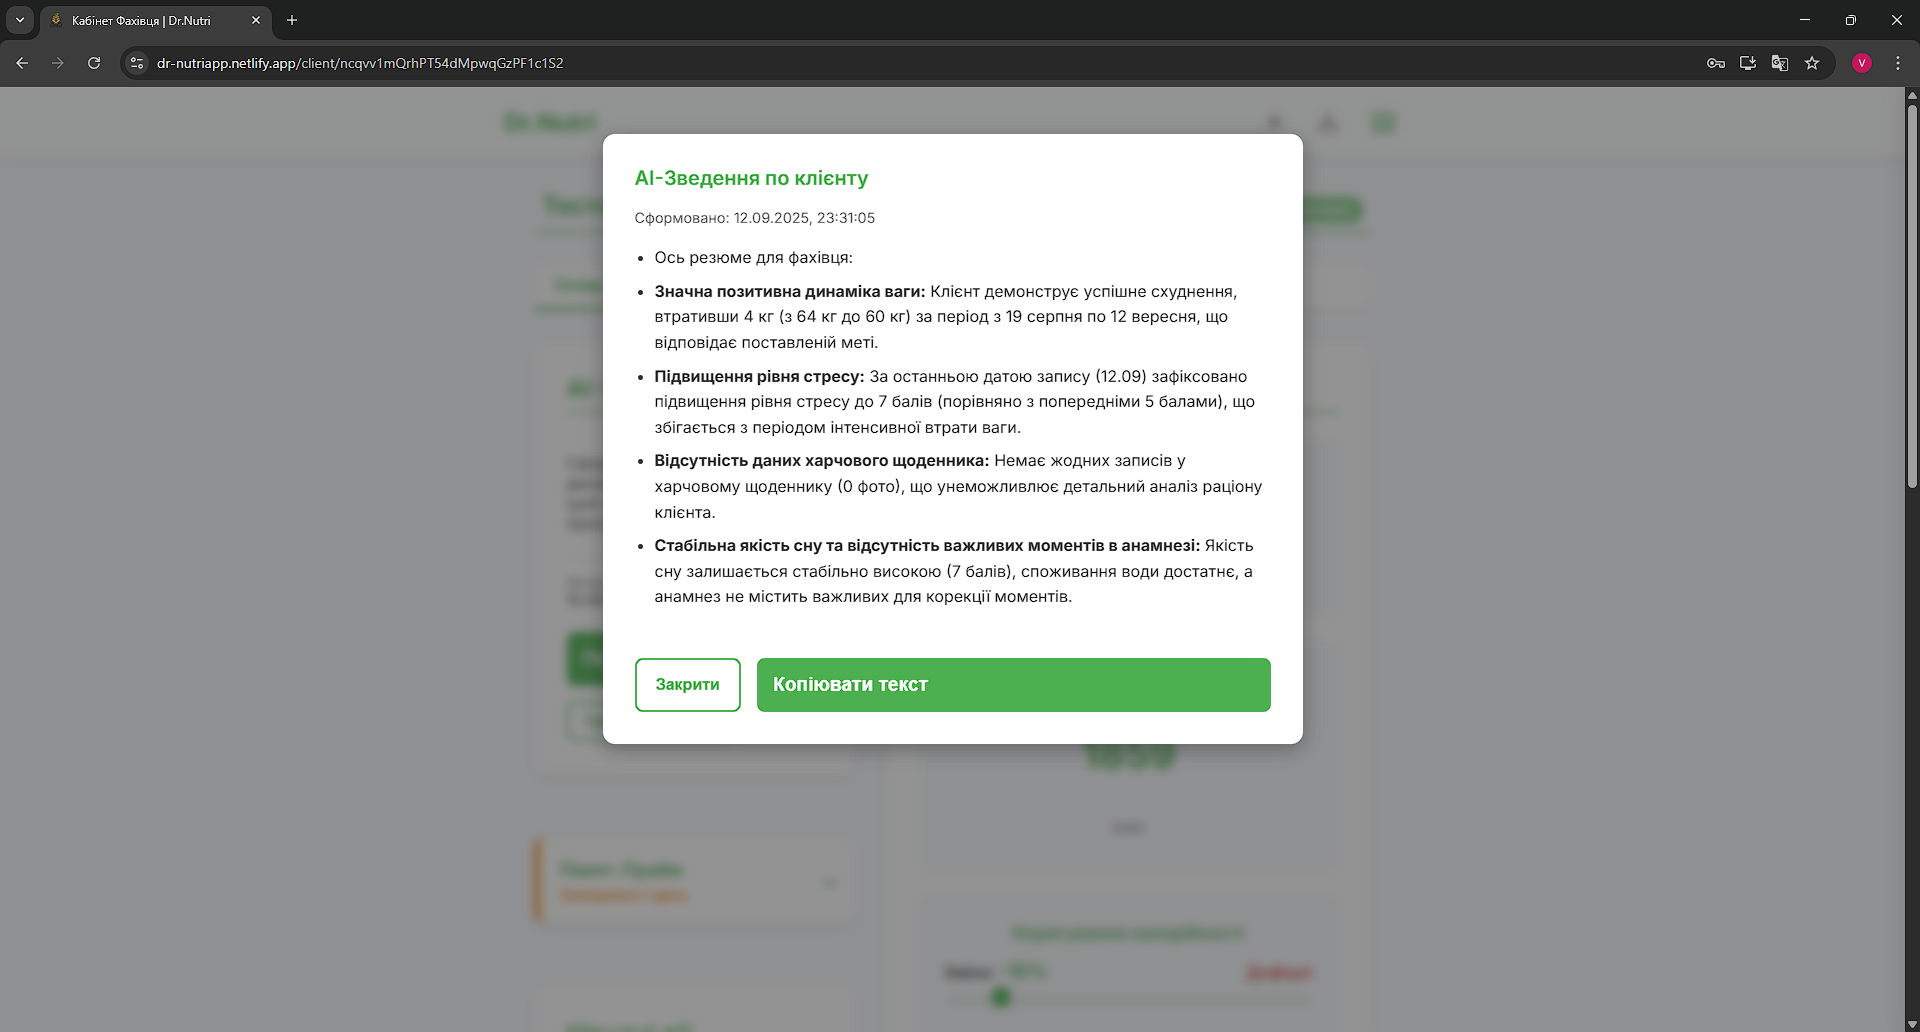 Кабінет Фахівця | Dr.Nutri
dr-nutriapp.netlify.app/client/ncqvv1mQrhPT54dMpwqGzPF1c1S2
V
Dr.Nutri
AI-Зведення по клієнту
Сформовано: 12.09.2025, 23:31:05
• Ось резюме для фахівця:
• Значна позитивна динаміка ваги: Клієнт демонструє успішне схуднення,
втративши 4 кг (з 64 кг до 60 кг) за період з 19 серпня по 12 вересня, що
відповідає поставленій меті.
• Підвищення рівня стресу: За останньою датою запису (12.09) зафіксовано
підвищення рівня стресу до 7 балів (порівняно з попередніми 5 балами), що
збігається з періодом інтенсивної втрати ваги.
• Відсутність даних харчового щоденника: Немає жодних записів у
харчовому щоденнику (0 фото), що унеможливлює детальний аналіз раціону
клієнта.
• Стабільна якість сну та відсутність важливих моментів в анамнезі: Якість
сну залишається стабільно високою (7 балів), споживання води достатнє, а
анамнез не містить важливих для корекції моментів.
Закрити
Копіювати текст
1859